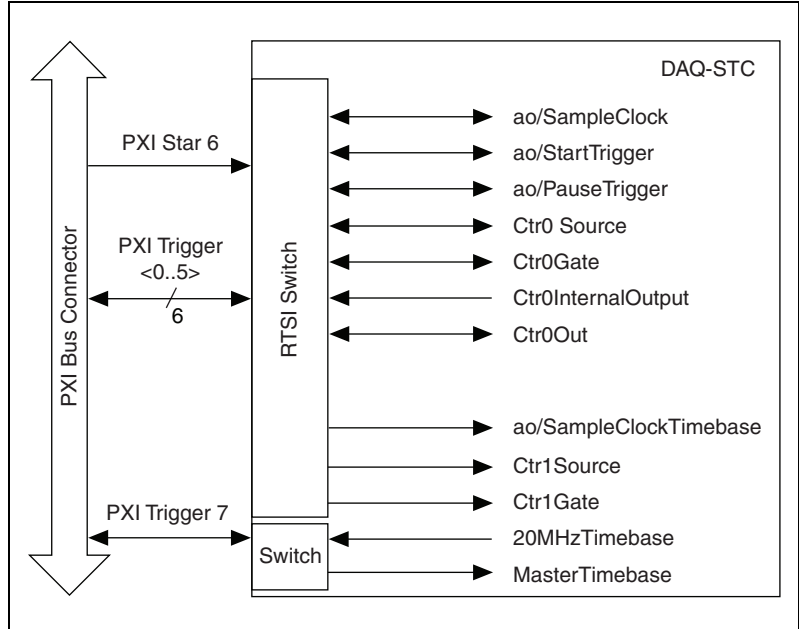 DAQ-STC
PXI Bus Connector
PXI Star 6
PXI Trigger
<0..5>
6
PXI Trigger 7
RTSI Switch
Switch
ao/SampleClock
ao/StartTrigger
ao/PauseTrigger
Ctr0 Source
Ctr0Gate
Ctr0InternalOutput
Ctr0Out
ao/SampleClockTimebase
Ctr1Source
Ctr1Gate
20MHzTimebase
MasterTimebase